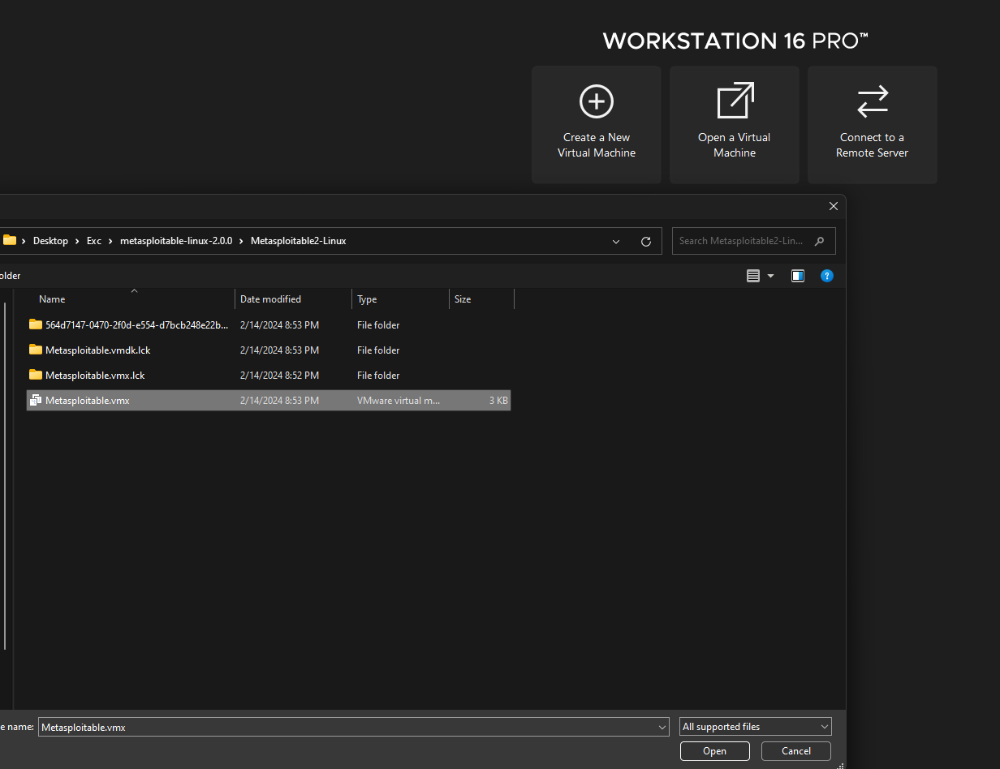 WORKSTATION 16 PRO™
Create a New
Virtual Machine
Open a Virtual
Machine
Connect to a
Remote Server
Desktop > Exc > metasploitable-linux-2.0.0 > Metasploitable2-Linux
Search Metasploitable2-Lin...
older
Name Date modified Type Size
564d7147-0470-2f0d-e554-d7bcb248e22b... 2/14/2024 8:53 PM File folder
Metasploitable.vmdk.lck 2/14/2024 8:53 PM File folder
Metasploitable.vmx.lck 2/14/2024 8:52 PM File folder
Metasploitable.vmx 2/14/2024 8:53 PM VMware virtual m... 3 KB
e name: Metasploitable.vmx All supported files
Open Cancel